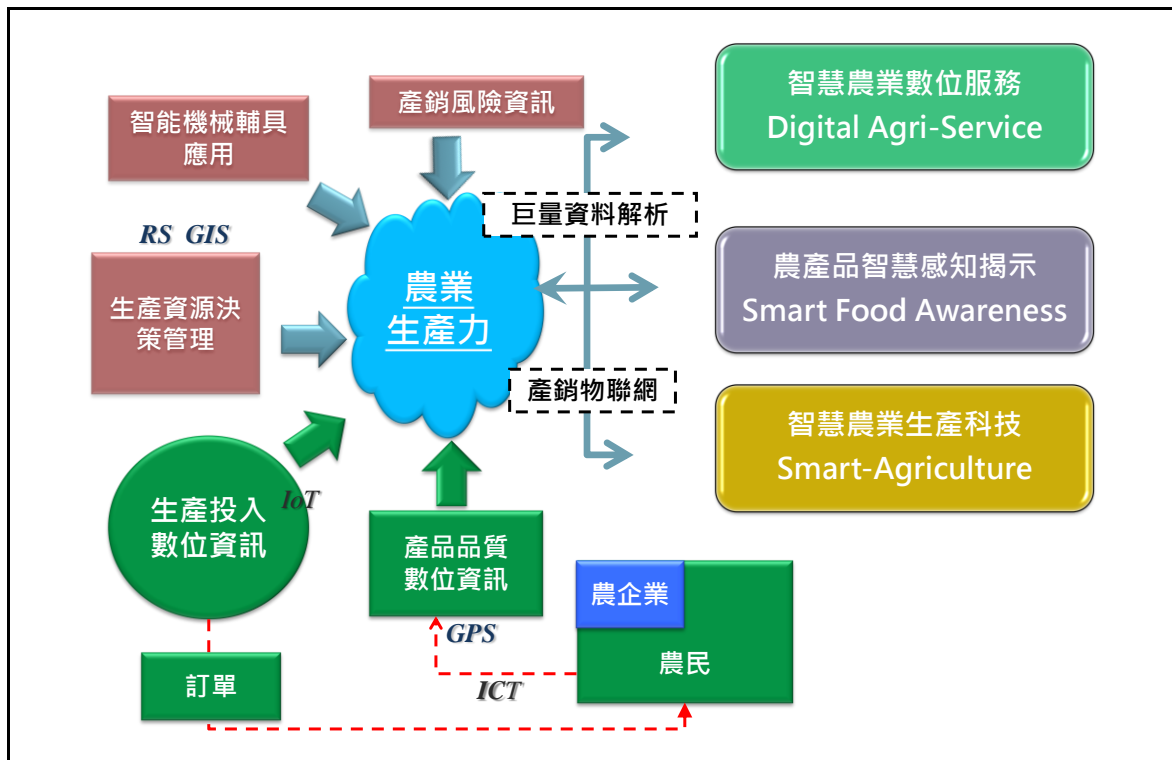 產銷風險資訊
智能機械輔具
應用
智慧農業數位服務
Digital Agri-Service
巨量資料解析
RS GIS
生產資源決
策管理
農業
生產力
農產品智慧感知揭示
Smart Food Awareness
產銷物聯網
智慧農業生產科技
Smart-Agriculture
IoT
生產投入
數位資訊
產品品質
數位資訊
GPS
農企業
農民
訂單
ICT